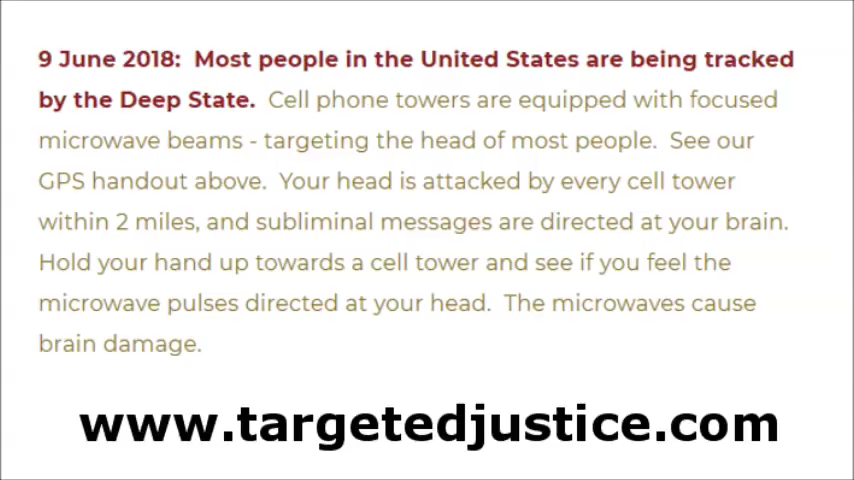 9 June 2018:  Most people in the United States are being tracked
by the Deep State.  Cell phone towers are equipped with focused
microwave beams - targeting the head of most people.  See our
GPS handout above.  Your head is attacked by every cell tower
within 2 miles, and subliminal messages are directed at your brain.
Hold your hand up towards a cell tower and see if you feel the
microwave pulses directed at your head.  The microwaves cause
brain damage.
www.targetedjustice.com